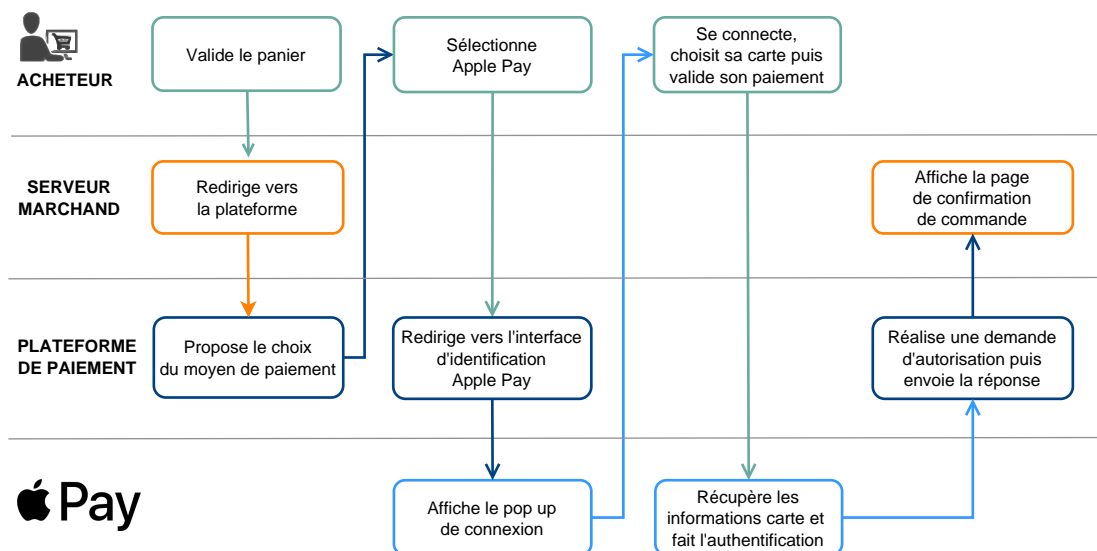 Valide le panier
Sélectionne
Apple Pay
Se connecte,
choisit sa carte puis
valide son paiement
ACHETEUR
SERVEUR
MARCHAND
Redirige vers
la plateforme
Affiche la page
de confirmation
de commande
PLATEFORME
DE PAIEMENT
Propose le choix
du moyen de paiement
Redirige vers l'interface
d'identification
Apple Pay
Réalise une demande
d'autorisation puis
envoie la réponse
Pay
Affiche le pop up
de connexion
Récupère les
informations carte et
fait l'authentification